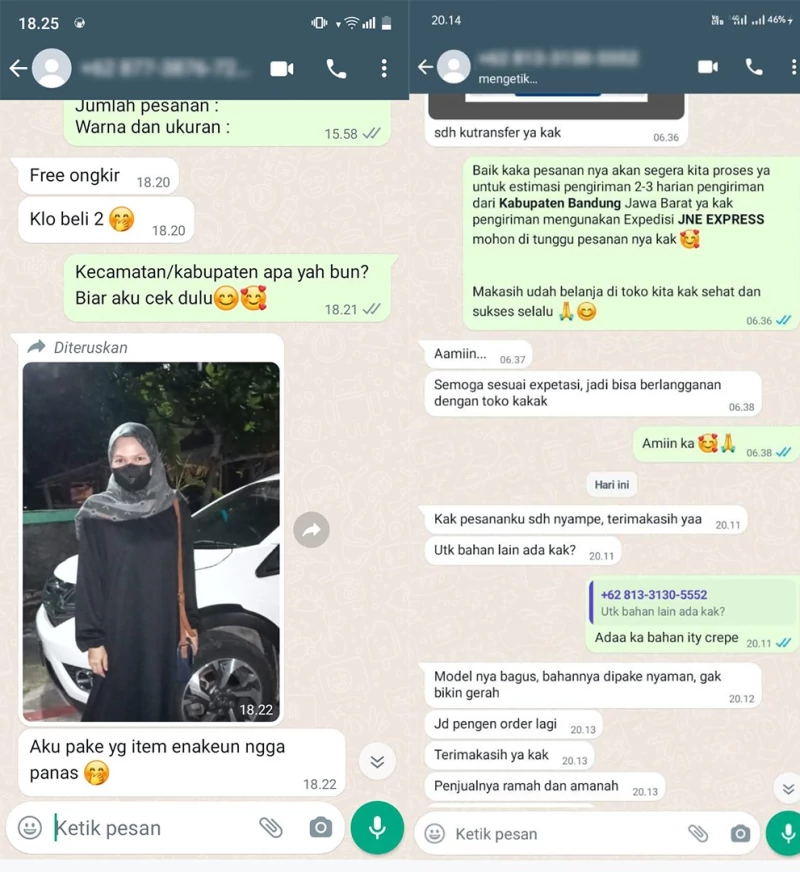 18.25
Jumlah pesanan :
Warna dan ukuran :
15.58
Free ongkir
18.20
Klo beli 2
18.20
Kecamatan/kabupaten apa yah bun?
Biar aku cek dulu
18.21
Diteruskan
18.22
Aku pake yg item enakeun ngga
panas
18.22
Ketik pesan
20.14
46%
mengetik...
sdh kutransfer ya kak
06.36
Baik kaka pesanan nya akan segera kita proses ya
untuk estimasi pengiriman 2-3 harian pengiriman
dari Kabupaten Bandung Jawa Barat ya kak
pengiriman mengunakan Expedisi JNE EXPRESS
mohon di tunggu pesanan nya kak
Makasih udah belanja di toko kita kak sehat dan
sukses selalu
06.36
Aamiin...
06.37
Semoga sesuai expetasi, jadi bisa berlangganan
dengan toko kakak
06.38
Amiin ka
06.38
Hari ini
Kak pesananku sdh nyampe, terimakasih yaa
20.11
Utk bahan lain ada kak?
20.11
+62 813-3130-5552
Utk bahan lain ada kak?
Adaa ka bahan ity crepe
20.11
Model nya bagus, bahannya dipake nyaman, gak
bikin gerah
20.12
Jd pengen order lagi
20.13
Terimakasih ya kak
20.13
Penjualnya ramah dan amanah
20.13
Ketik pesan